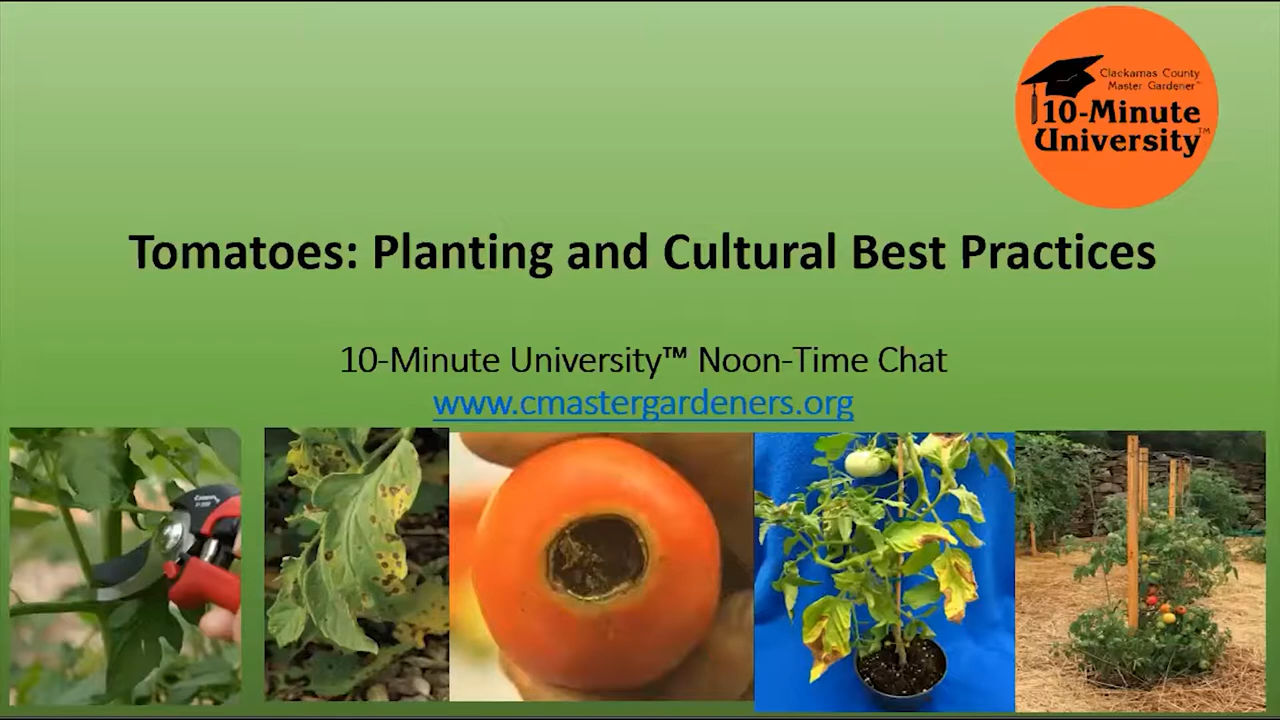 Clackamas County
Master Gardener™
10-Minute
University™
Tomatoes: Planting and Cultural Best Practices
10-Minute University™ Noon-Time Chat
www.cmastergardeners.org